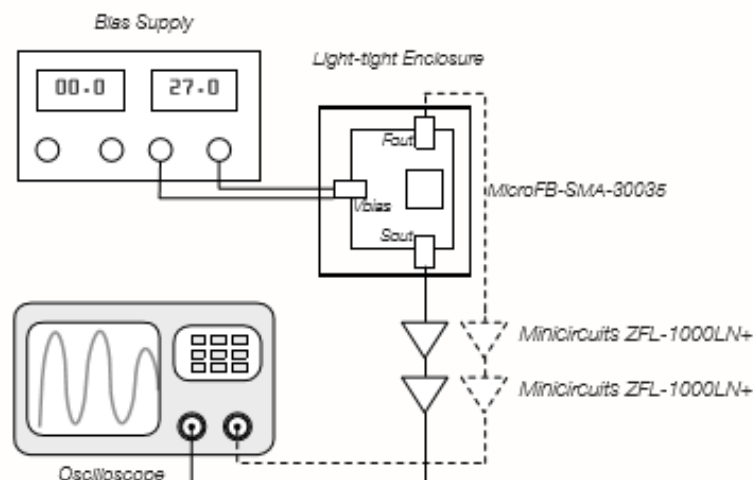 Bias Supply
00.0
27.0
Light-tight Enclosure
Fout
MicroFB-SMA-30035
Vbias
Sout
Minicircuits ZFL-1000LN+
Minicircuits ZFL-1000LN+
Oscilloscope